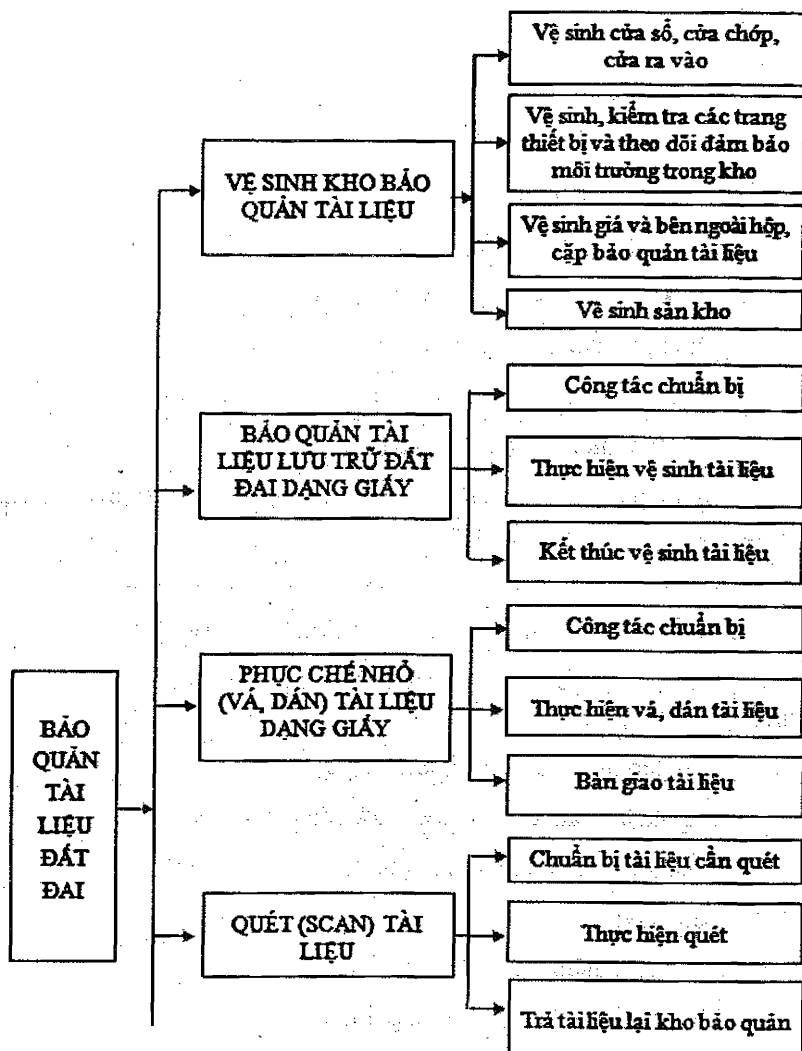 Vệ sinh cửa sổ, cửa chớp,
cửa ra vào
Vệ sinh, kiểm tra các trang
thiết bị và theo dõi đảm bảo
môi trường trong kho
VỆ SINH KHO BẢO
QUẢN TÀI LIỆU
Vệ sinh giá và bên ngoài hộp,
cặp bảo quản tài liệu
Vệ sinh sàn kho
Công tác chuẩn bị
BẢO QUẢN TÀI
LIỆU LƯU TRỮ ĐẤT
ĐAI DẠNG GIẤY
Thực hiện vệ sinh tài liệu
Kết thúc vệ sinh tài liệu
Công tác chuẩn bị
PHỤC CHẾ NHỎ
(VÁ, DÁN) TÀI LIỆU
DẠNG GIẤY
Thực hiện vá, dán tài liệu
Bàn giao tài liệu
BẢO
QUẢN
TÀI
LIỆU
ĐẤT
ĐAI
Chuẩn bị tài liệu cần quét
QUÉT (SCAN) TÀI
LIỆU
Thực hiện quét
Trả tài liệu lại kho bảo quản